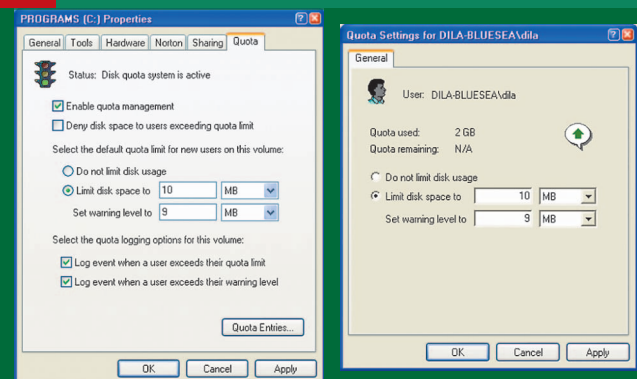 PROGRAMS (C:) Properties
General Tools Hardware Norton Sharing Quota
Status: Disk quota system is active
Enable quota management
Deny disk space to users exceeding quota limit
Select the default quota limit for new users on this volume:
Do not limit disk usage
Limit disk space to 10 MB
Set warning level to 9 MB
Select the quota logging options for this volume:
Log event when a user exceeds their quota limit
Log event when a user exceeds their warning level
Quota Entries...
OK Cancel Apply
Quota Settings for DILA-BLUESEA\dila
General
User: DILA-BLUESEA\dila
Quota used: 2 GB
Quota remaining: N/A
Do not limit disk usage
Limit disk space to 10 MB
Set warning level to 9 MB
OK Cancel Apply